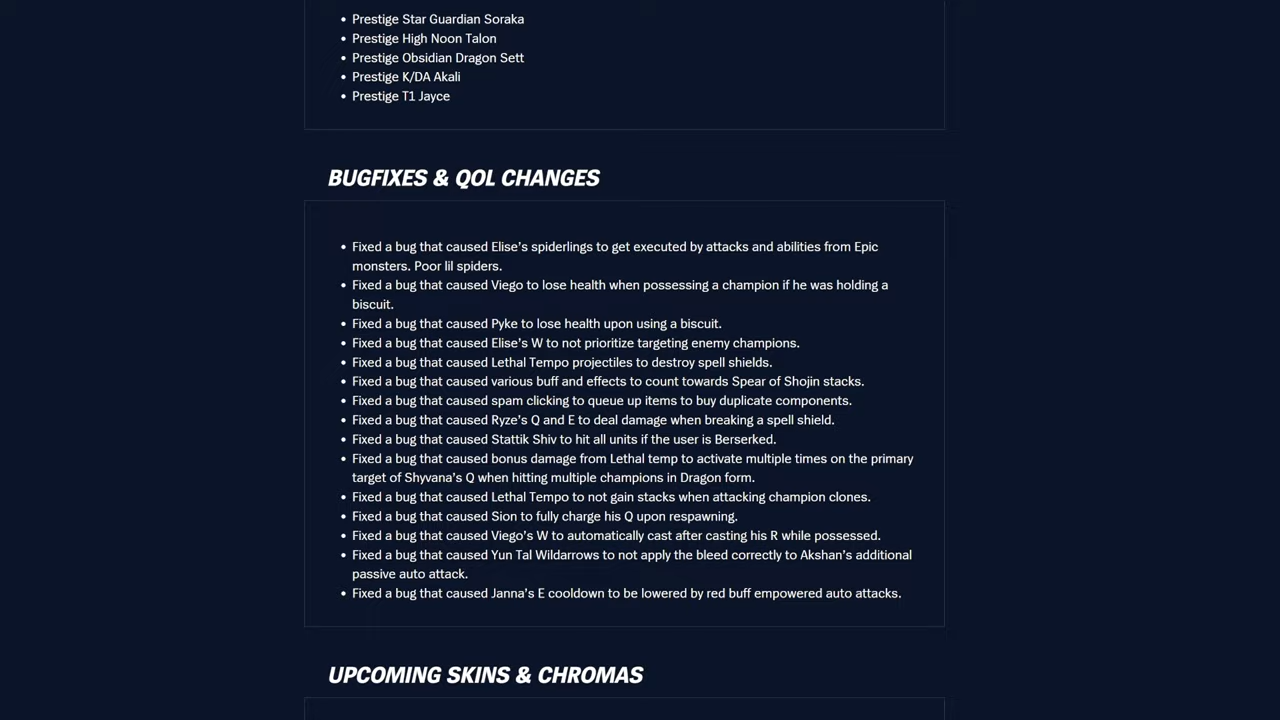 • Prestige Star Guardian Soraka
• Prestige High Noon Talon
• Prestige Obsidian Dragon Sett
• Prestige K/DA Akali
• Prestige T1 Jayce
BUGFIXES & QOL CHANGES
• Fixed a bug that caused Elise's spiderlings to get executed by attacks and abilities from Epic
monsters. Poor lil spiders.
• Fixed a bug that caused Viego to lose health when possessing a champion if he was holding a
biscuit.
• Fixed a bug that caused Pyke to lose health upon using a biscuit.
• Fixed a bug that caused Elise's W to not prioritize targeting enemy champions.
• Fixed a bug that caused Lethal Tempo projectiles to destroy spell shields.
• Fixed a bug that caused various buff and effects to count towards Spear of Shojin stacks.
• Fixed a bug that caused spam clicking to queue up items to buy duplicate components.
• Fixed a bug that caused Ryze's Q and E to deal damage when breaking a spell shield.
• Fixed a bug that caused Stattik Shiv to hit all units if the user is Berserked.
• Fixed a bug that caused bonus damage from Lethal temp to activate multiple times on the primary
target of Shyvana's Q when hitting multiple champions in Dragon form.
• Fixed a bug that caused Lethal Tempo to not gain stacks when attacking champion clones.
• Fixed a bug that caused Sion to fully charge his Q upon respawning.
• Fixed a bug that caused Viego's W to automatically cast after casting his R while possessed.
• Fixed a bug that caused Yun Tal Wildarrows to not apply the bleed correctly to Akshan's additional
passive auto attack.
• Fixed a bug that caused Janna's E cooldown to be lowered by red buff empowered auto attacks.
UPCOMING SKINS & CHROMAS